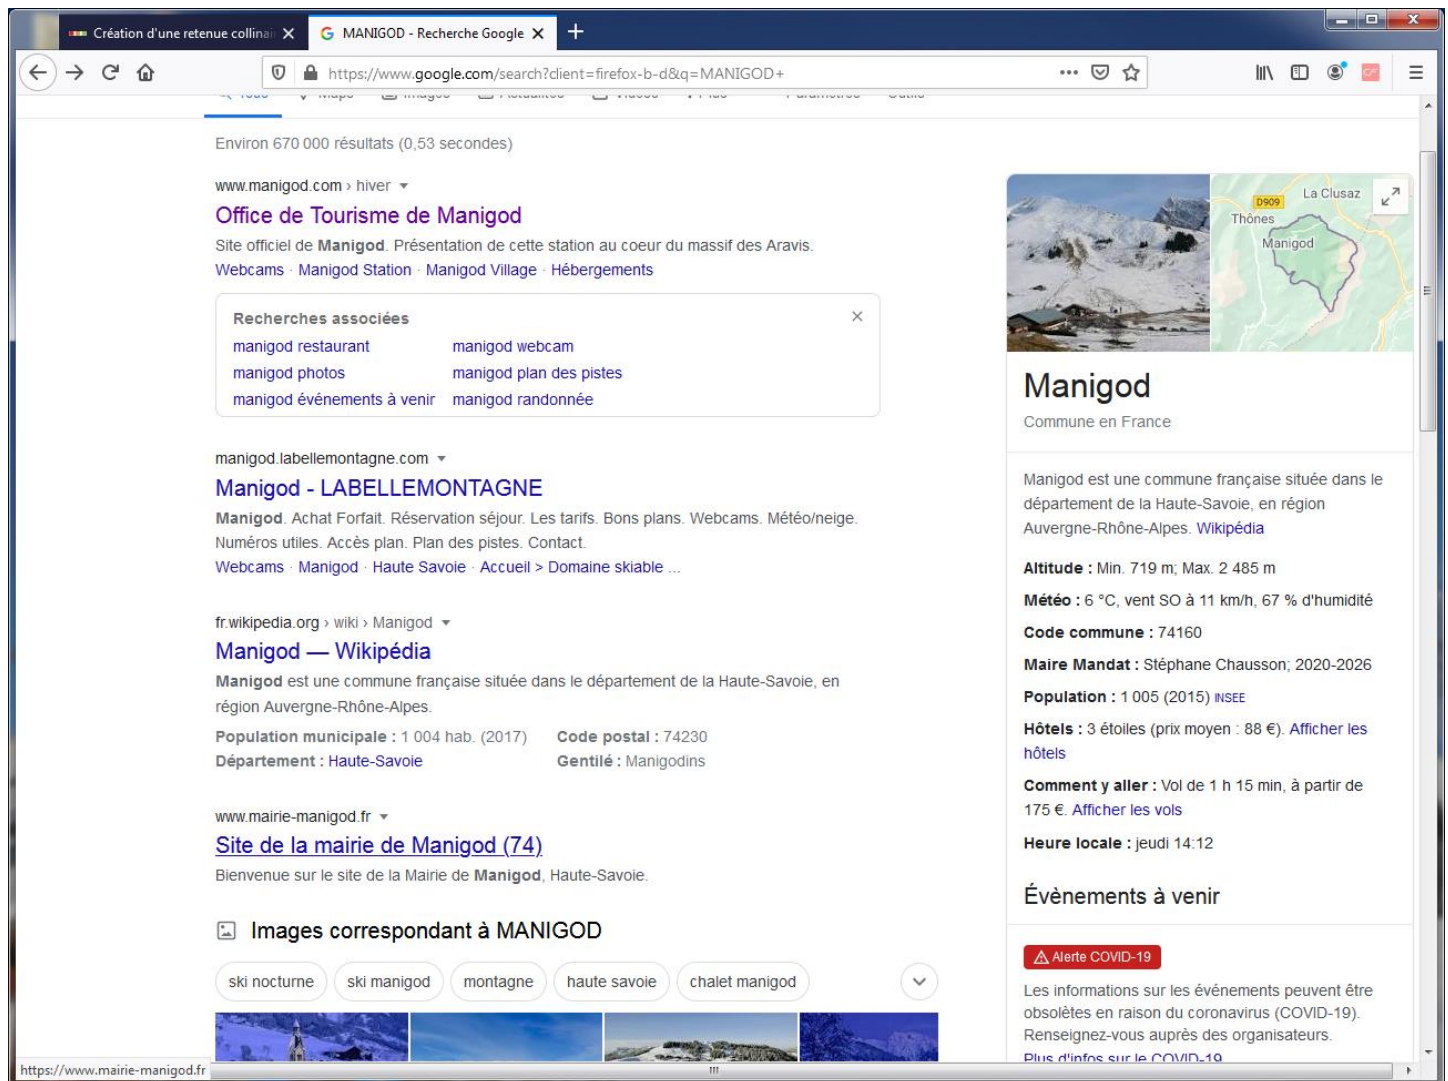 Création d'une retenue collinai
MANIGOD - Recherche Google
https://www.google.com/search?client=firefox-b-d&q=MANIGOD+
Tous Maps Images Actualités Vidéos Plus Paramètres Outils
Environ 670 000 résultats (0,53 secondes)
www.manigod.com › hiver
Office de Tourisme de Manigod
Site officiel de Manigod. Présentation de cette station au coeur du massif des Aravis.
Webcams · Manigod Station · Manigod Village · Hébergements
Recherches associées
manigod restaurant manigod webcam
manigod photos manigod plan des pistes
manigod événements à venir manigod randonnée
manigod.labellemontagne.com
Manigod - LABELLEMONTAGNE
Manigod. Achat Forfait. Réservation séjour. Les tarifs. Bons plans. Webcams. Météo/neige.
Numéros utiles. Accès plan. Plan des pistes. Contact.
Webcams · Manigod · Haute Savoie · Accueil > Domaine skiable ...
fr.wikipedia.org › wiki › Manigod
Manigod — Wikipédia
Manigod est une commune française située dans le département de la Haute-Savoie, en
région Auvergne-Rhône-Alpes.
Population municipale : 1 004 hab. (2017) Code postal : 74230
Département : Haute-Savoie Gentilé : Manigodins
www.mairie-manigod.fr
Site de la mairie de Manigod (74)
Bienvenue sur le site de la Mairie de Manigod, Haute-Savoie.
Images correspondant à MANIGOD
ski nocturne ski manigod montagne haute savoie chalet manigod
https://www.mairie-manigod.fr
D909 La Clusaz
Thônes
Manigod
Manigod
Commune en France
Manigod est une commune française située dans le
département de la Haute-Savoie, en région
Auvergne-Rhône-Alpes. Wikipédia
Altitude : Min. 719 m; Max. 2 485 m
Météo : 6 °C, vent SO à 11 km/h, 67 % d'humidité
Code commune : 74160
Maire Mandat : Stéphane Chausson; 2020-2026
Population : 1 005 (2015) INSEE
Hôtels : 3 étoiles (prix moyen : 88 €). Afficher les
hôtels
Comment y aller : Vol de 1 h 15 min, à partir de
175 €. Afficher les vols
Heure locale : jeudi 14:12
Évènements à venir
Alerte COVID-19
Les informations sur les événements peuvent être
obsolètes en raison du coronavirus (COVID-19).
Renseignez-vous auprès des organisateurs.
Plus d'infos sur le COVID-19